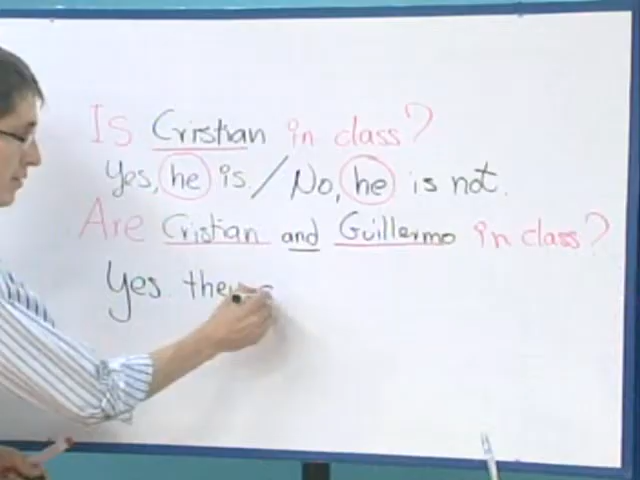 Is Cristian in class?
Yes, he is. / No, he is not.
Are Cristian and Guillermo in class?
Yes. they